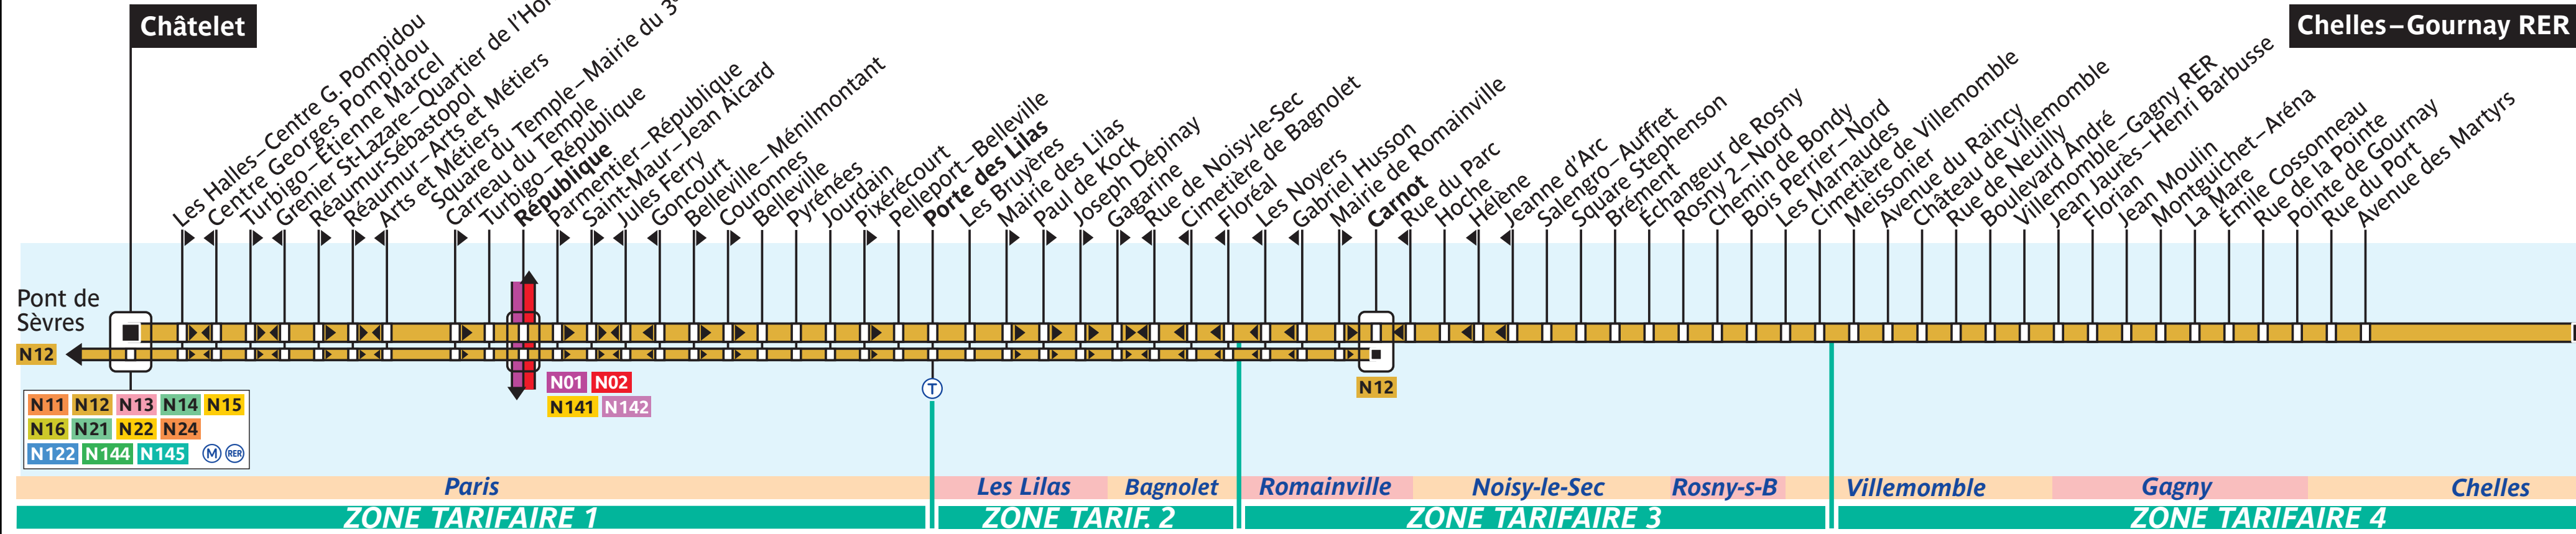 Châtelet
Chelles–Gournay RER
Les Halles–Centre G. Pompidou
Centre Georges Pompidou
Turbigo–Étienne Marcel
Grenier St-Lazare–Quartier de l'Hor
Réaumur-Sébastopol
Réaumur–Arts et Métiers
Arts et Métiers
Square du Temple–Mairie du 3
Carreau du Temple
Turbigo–République
République
Parmentier–République
Saint-Maur–Jean Aicard
Jules Ferry
Goncourt
Belleville–Ménilmontant
Couronnes
Belleville
Pyrénées
Jourdain
Pixérécourt
Pelleport–Belleville
Porte des Lilas
Les Bruyères
Mairie des Lilas
Paul de Kock
Joseph Dépinay
Gagarine
Rue de Noisy-le-Sec
Cimetière de Bagnolet
Floréal
Les Noyers
Gabriel Husson
Mairie de Romainville
Carnot
Rue du Parc
Hoche
Hélène
Jeanne d'Arc
Salengro–Auffret
Square Stephenson
Brément
Échangeur de Rosny
Rosny 2–Nord
Chemin de Bondy
Bois Perrier–Nord
Les Marnaudes
Cimetière de Villemomble
Meissonier
Avenue du Raincy
Château de Villemomble
Rue de Neuilly
Boulevard André
Villemomble–Gagny RER
Jean Jaurès–Henri Barbusse
Florian
Jean Moulin
Montguichet–Aréna
La Mare
Émile Cossonneau
Rue de la Pointe
Pointe de Gournay
Rue du Port
Avenue des Martyrs
Pont de
Sèvres
N12
N01 N02
N141 N142
T
N12
N11 N12 N13 N14 N15
N16 N21 N22 N24
N122 N144 N145 M RER
Paris Les Lilas Bagnolet Romainville Noisy-le-Sec Rosny-s-B Villemomble Gagny Chelles
ZONE TARIFAIRE 1 ZONE TARIF. 2 ZONE TARIFAIRE 3 ZONE TARIFAIRE 4